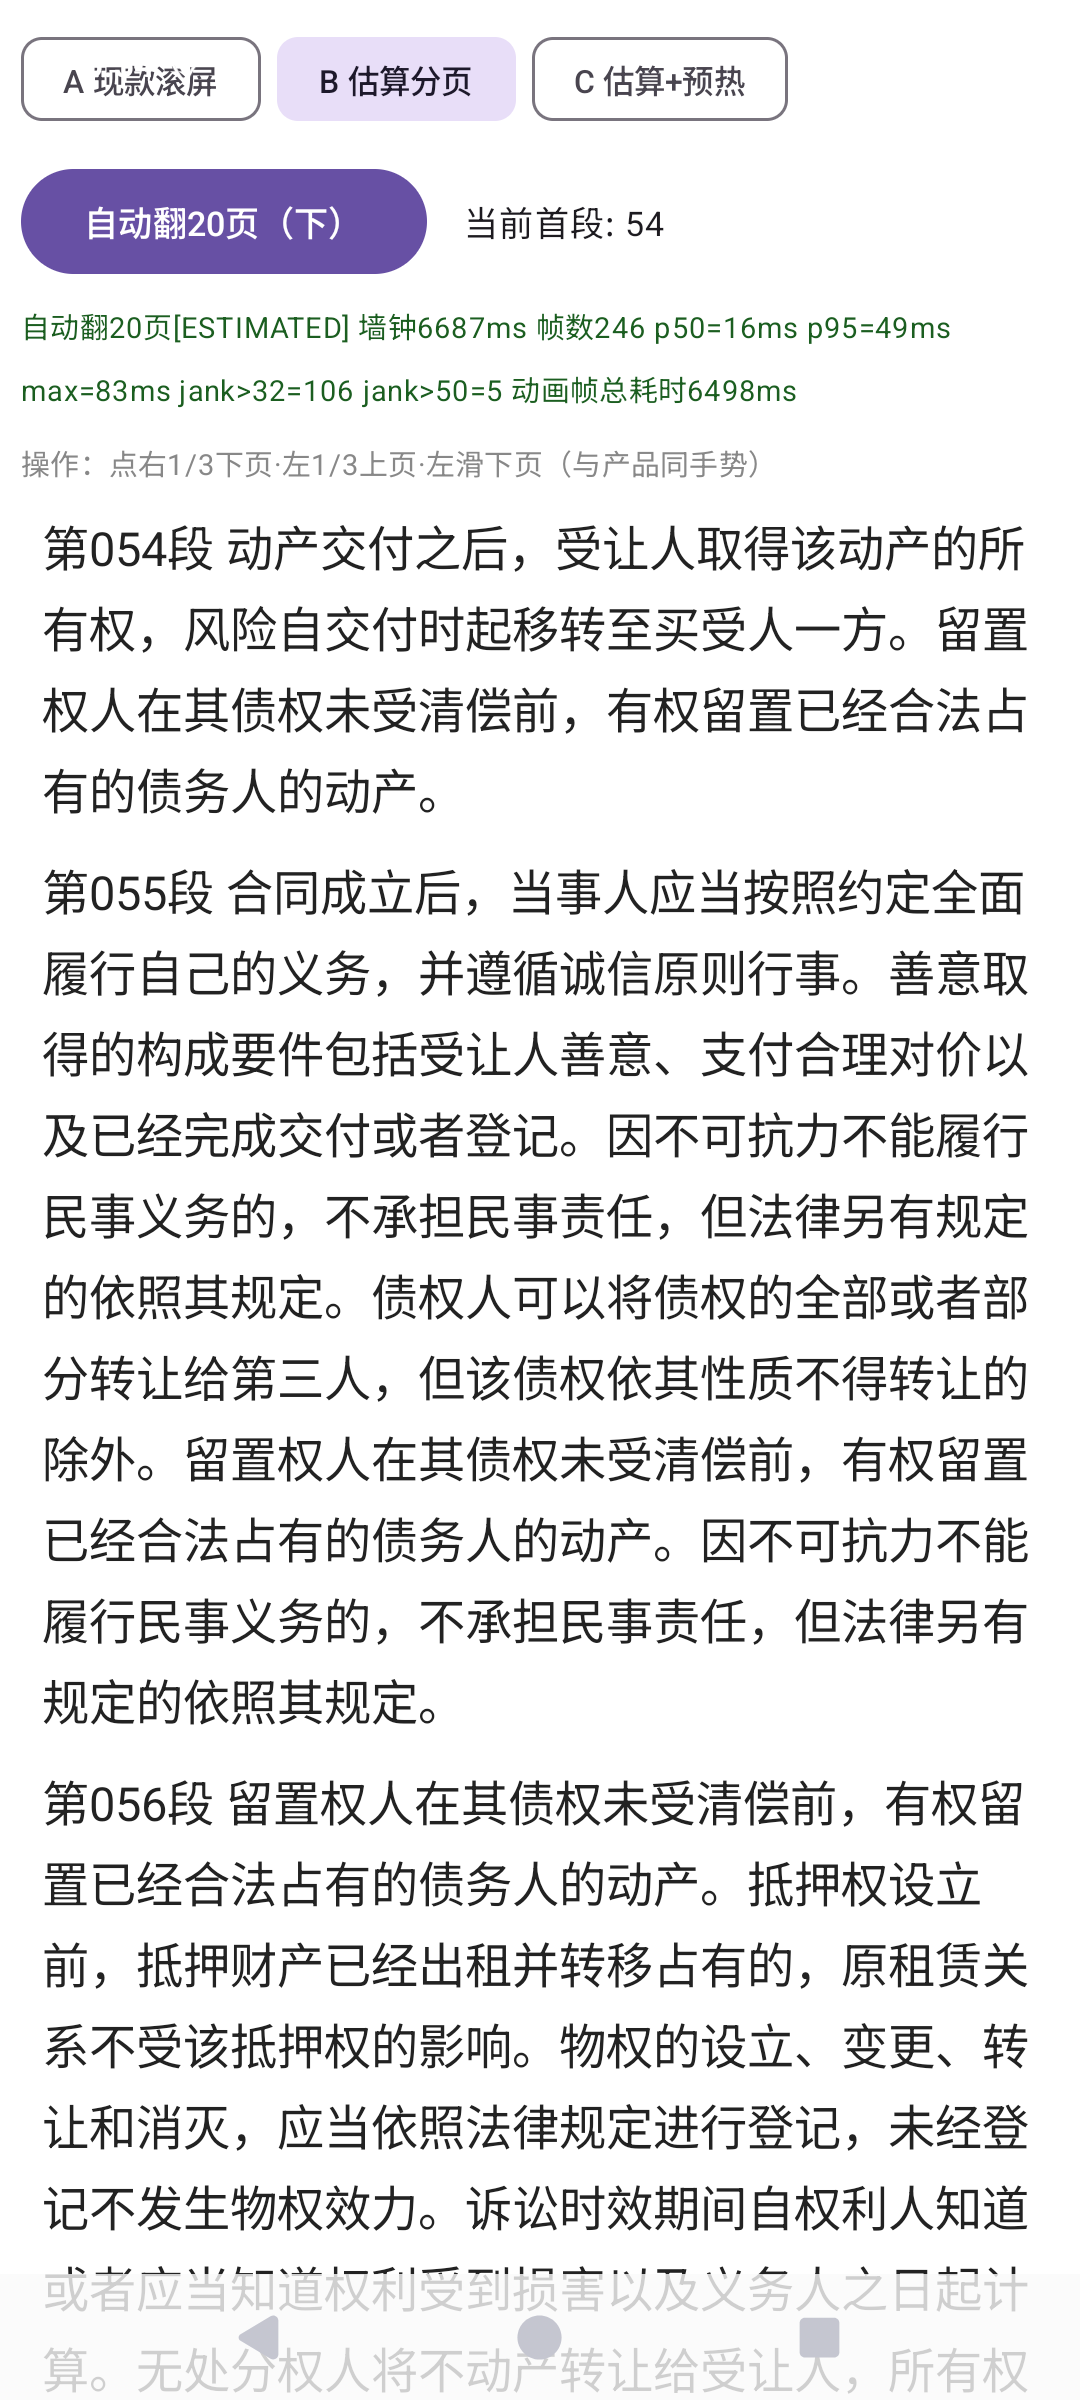 A 现款滚屏
B 估算分页
C 估算+预热
自动翻20页（下）
当前首段: 54
自动翻20页[ESTIMATED] 墙钟6687ms 帧数246 p50=16ms p95=49ms
max=83ms jank>32=106 jank>50=5 动画帧总耗时6498ms
操作：点右1/3下页·左1/3上页·左滑下页（与产品同手势）
第054段 动产交付之后，受让人取得该动产的所
有权，风险自交付时起移转至买受人一方。留置
权人在其债权未受清偿前，有权留置已经合法占
有的债务人的动产。
第055段 合同成立后，当事人应当按照约定全面
履行自己的义务，并遵循诚信原则行事。善意取
得的构成要件包括受让人善意、支付合理对价以
及已经完成交付或者登记。因不可抗力不能履行
民事义务的，不承担民事责任，但法律另有规定
的依照其规定。债权人可以将债权的全部或者部
分转让给第三人，但该债权依其性质不得转让的
除外。留置权人在其债权未受清偿前，有权留置
已经合法占有的债务人的动产。因不可抗力不能
履行民事义务的，不承担民事责任，但法律另有
规定的依照其规定。
第056段 留置权人在其债权未受清偿前，有权留
置已经合法占有的债务人的动产。抵押权设立
前，抵押财产已经出租并转移占有的，原租赁关
系不受该抵押权的影响。物权的设立、变更、转
让和消灭，应当依照法律规定进行登记，未经登
记不发生物权效力。诉讼时效期间自权利人知道
或者应当知道权利受到损害以及义务人之日起计
算。无处分权人将不动产转让给受让人，所有权